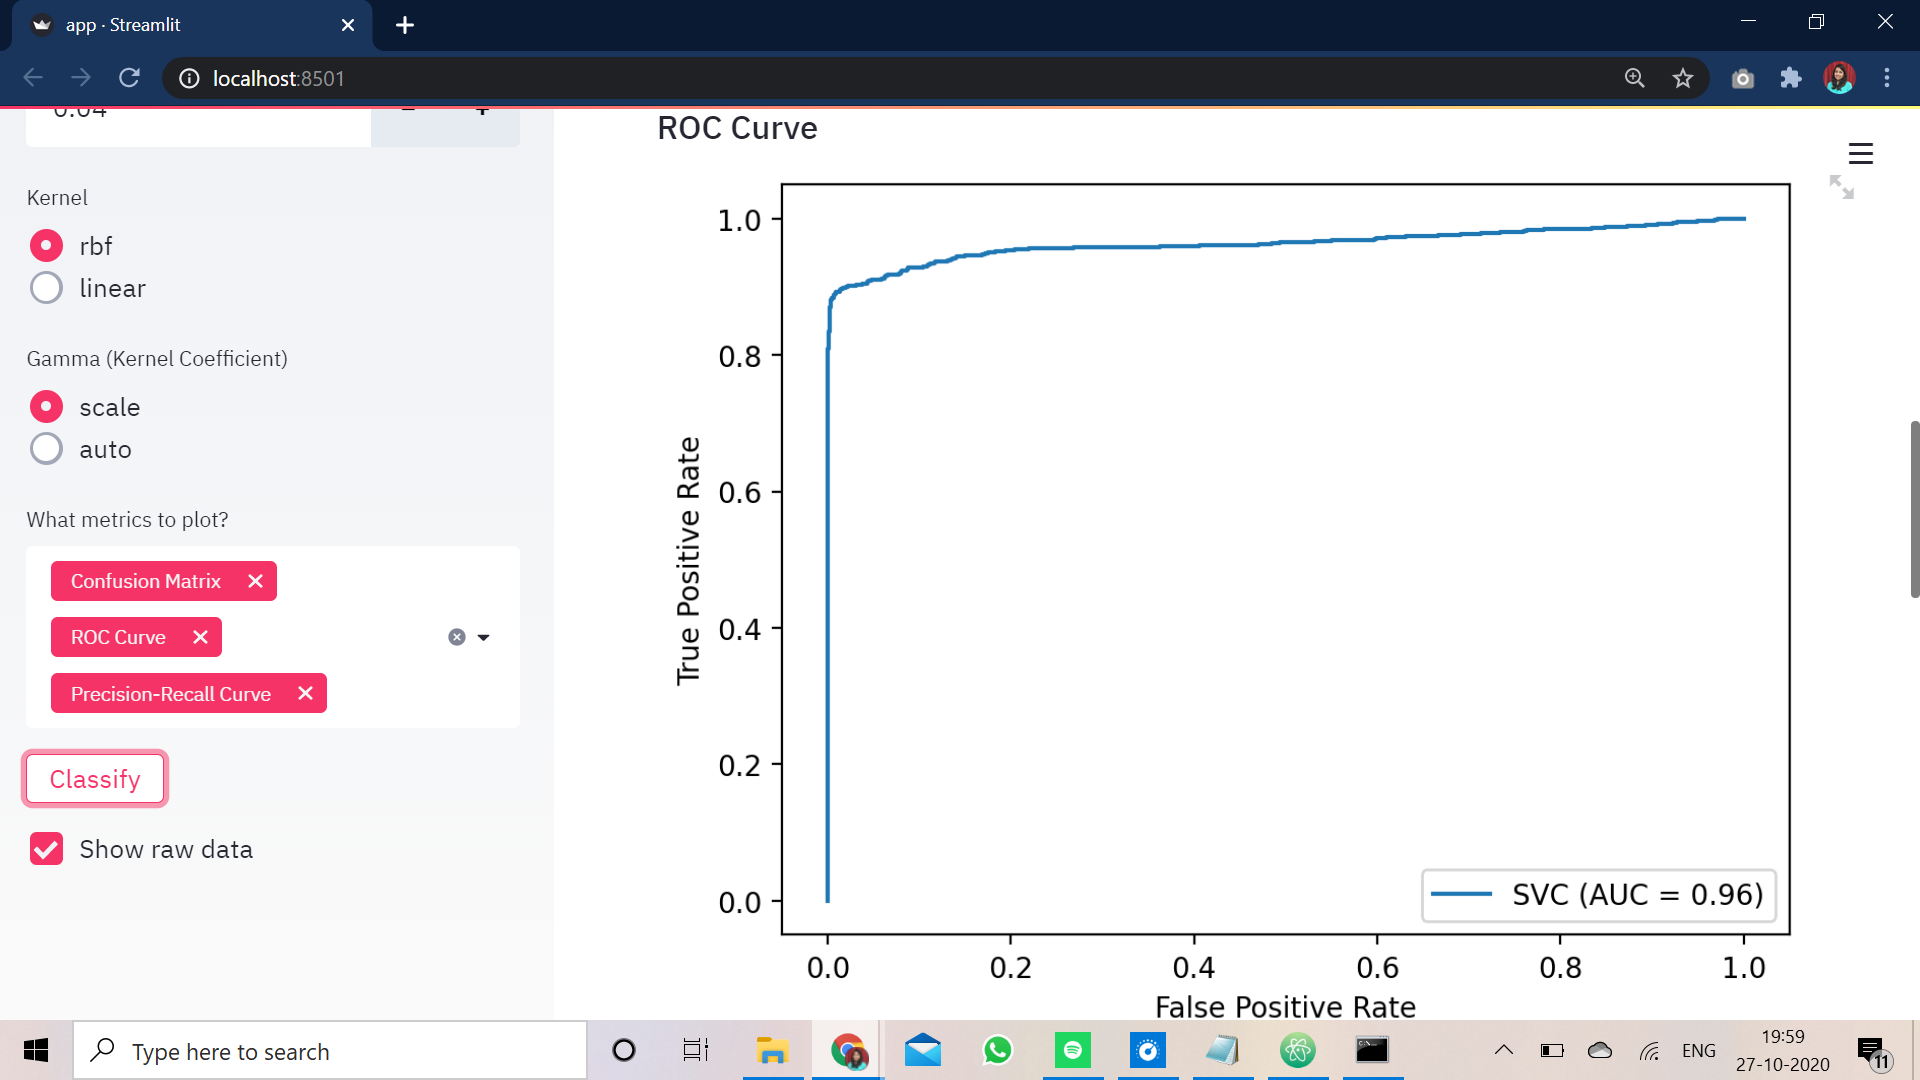 app · Streamlit
localhost:8501
0.04
Kernel
rbf
linear
Gamma (Kernel Coefficient)
scale
auto
What metrics to plot?
Confusion Matrix
ROC Curve
Precision-Recall Curve
Classify
Show raw data
ROC Curve
1.0
0.8
0.6
0.4
0.2
0.0
True Positive Rate
SVC (AUC = 0.96)
0.0 0.2 0.4 0.6 0.8 1.0
False Positive Rate
Type here to search
ENG
19:59
27-10-2020
11